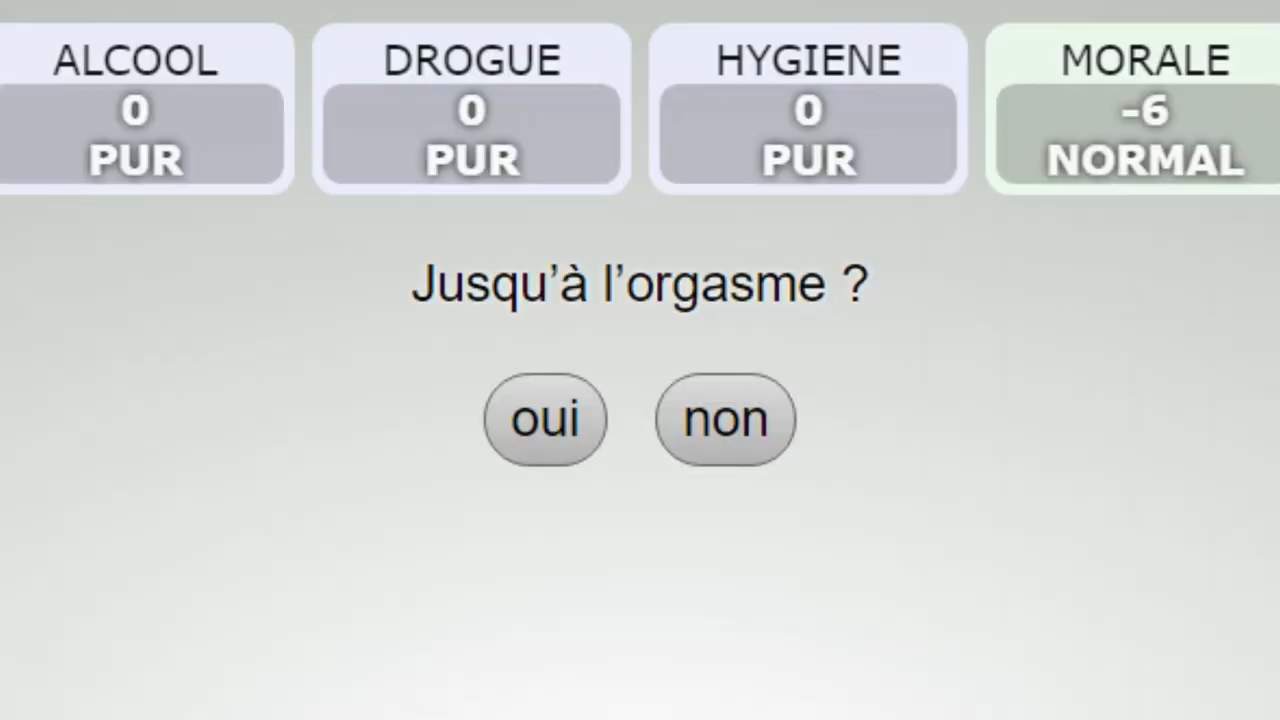 ALCOOL DROGUE HYGIENE MORALE
0 0 0 -6
PUR PUR PUR NORMAL
Jusqu’à l’orgasme ?
oui non